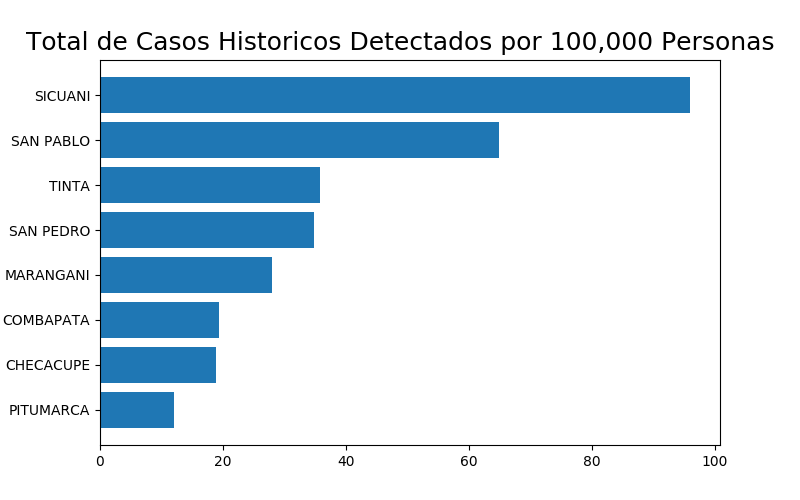 Total de Casos Historicos Detectados por 100,000 Personas
SICUANI
SAN PABLO
TINTA
SAN PEDRO
MARANGANI
COMBAPATA
CHECACUPE
PITUMARCA
0 20 40 60 80 100